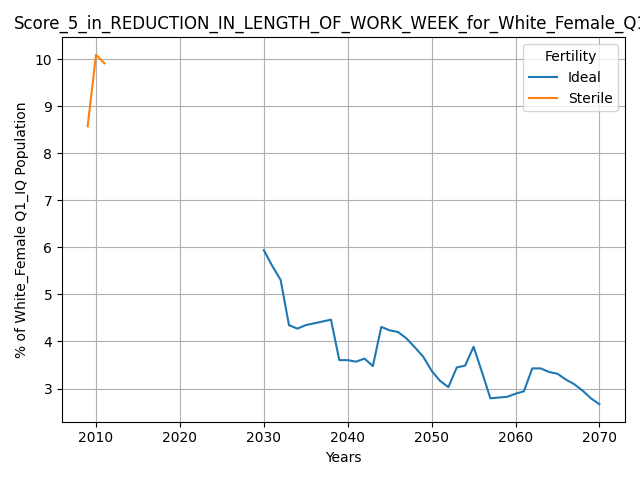 Score_5_in_REDUCTION_IN_LENGTH_OF_WORK_WEEK_for_White_Female_Q1
Fertility
Ideal
Sterile
% of White_Female Q1_IQ Population
10
9
8
7
6
5
4
3
2010 2020 2030 2040 2050 2060 2070
Years